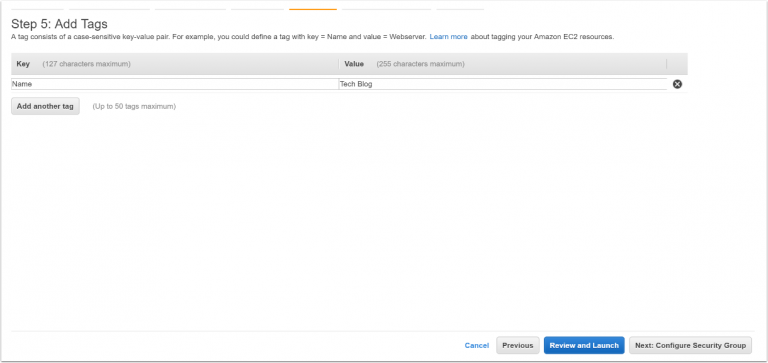 Step 5: Add Tags
A tag consists of a case-sensitive key-value pair. For example, you could define a tag with key = Name and value = Webserver. Learn more about tagging your Amazon EC2 resources.
Key (127 characters maximum) Value (255 characters maximum)
Name Tech Blog
Add another tag (Up to 50 tags maximum)
Cancel Previous Review and Launch Next: Configure Security Group